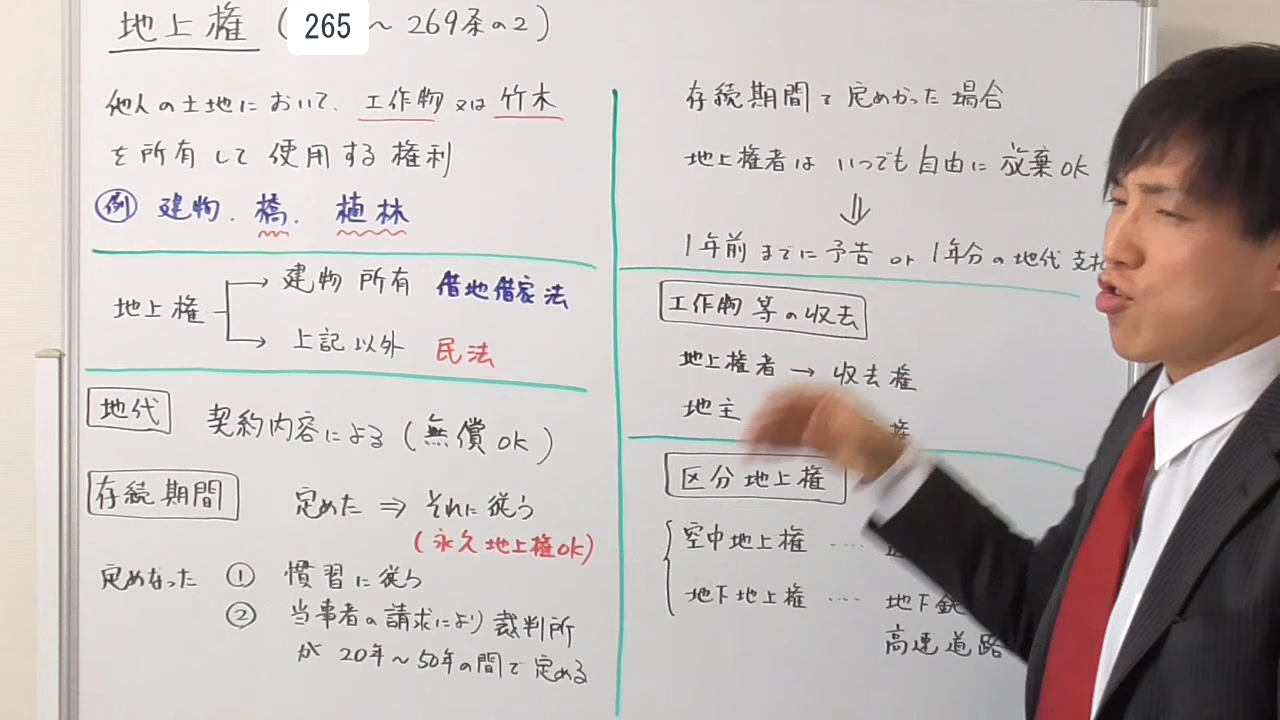 地上権 (265～269条の2)
他人の土地において、工作物又は竹木
を所有して使用する権利
例 建物. 橋. 植林
地上権 → 建物所有 借地借家法
→ 上記以外 民法
地代 契約内容による (無償OK)
存続期間 定めた ⇒ それに従う
(永久地上権OK)
定めなった ① 慣習に従う
② 当事者の請求により裁判所
が 20年～50年の間で定める
存続期間で定めかった場合
地上権者はいつでも自由に放棄OK
⇓
1年前までに予告 or 1年分の地代支払
工作物等の収去
地上権者 → 収去権
地主 権
区分地上権
空中地上権 ‥‥
地下地上権 ‥‥ 地下鉄
高速道路